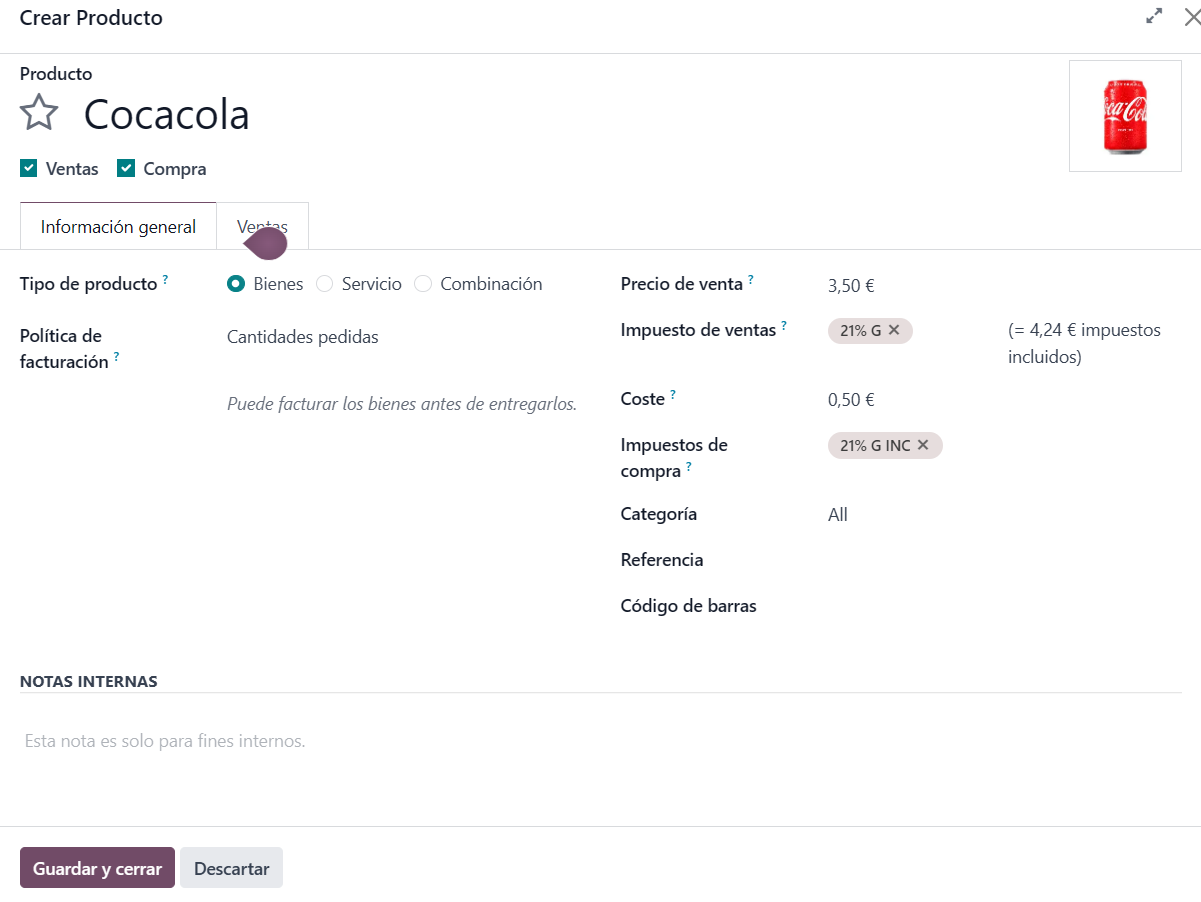 Crear Producto
Producto
Cocacola
Ventas
Compra
Información general
Ventas
Tipo de producto ?
Bienes
Servicio
Combinación
Política de
facturación ?
Cantidades pedidas
Puede facturar los bienes antes de entregarlos.
Precio de venta ?
3,50 €
Impuesto de ventas ?
21% G ✕
(= 4,24 € impuestos
incluidos)
Coste ?
0,50 €
Impuestos de
compra ?
21% G INC ✕
Categoría
All
Referencia
Código de barras
NOTAS INTERNAS
Esta nota es solo para fines internos.
Guardar y cerrar
Descartar